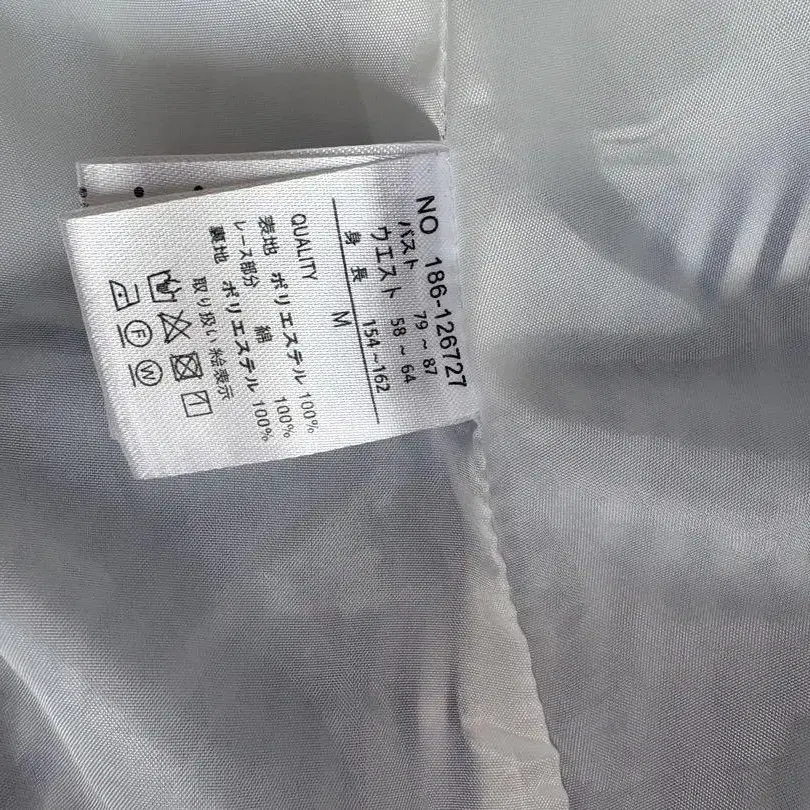 NO 186-126727
バスト 79～87
ウエスト 58～64
身長 154～162
M
QUALITY
表地 ポリエステル 100%
レース部分 綿 100%
裏地 ポリエステル 100%
取り扱い絵表示
F W